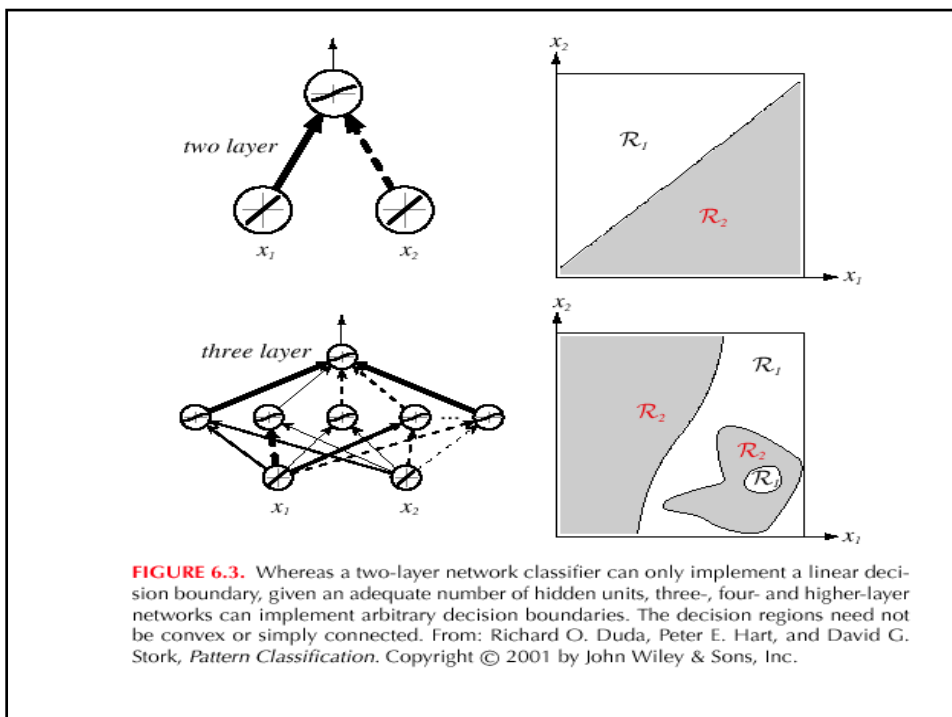 x₂
two layer
R₁
R₂
x₁ x₂
x₁
x₂
three layer
R₁
R₂
R₂
R₁
...
x₁ x₂
x₁
FIGURE 6.3. Whereas a two-layer network classifier can only implement a linear deci-
sion boundary, given an adequate number of hidden units, three-, four- and higher-layer
networks can implement arbitrary decision boundaries. The decision regions need not
be convex or simply connected. From: Richard O. Duda, Peter E. Hart, and David G.
Stork, Pattern Classification. Copyright © 2001 by John Wiley & Sons, Inc.